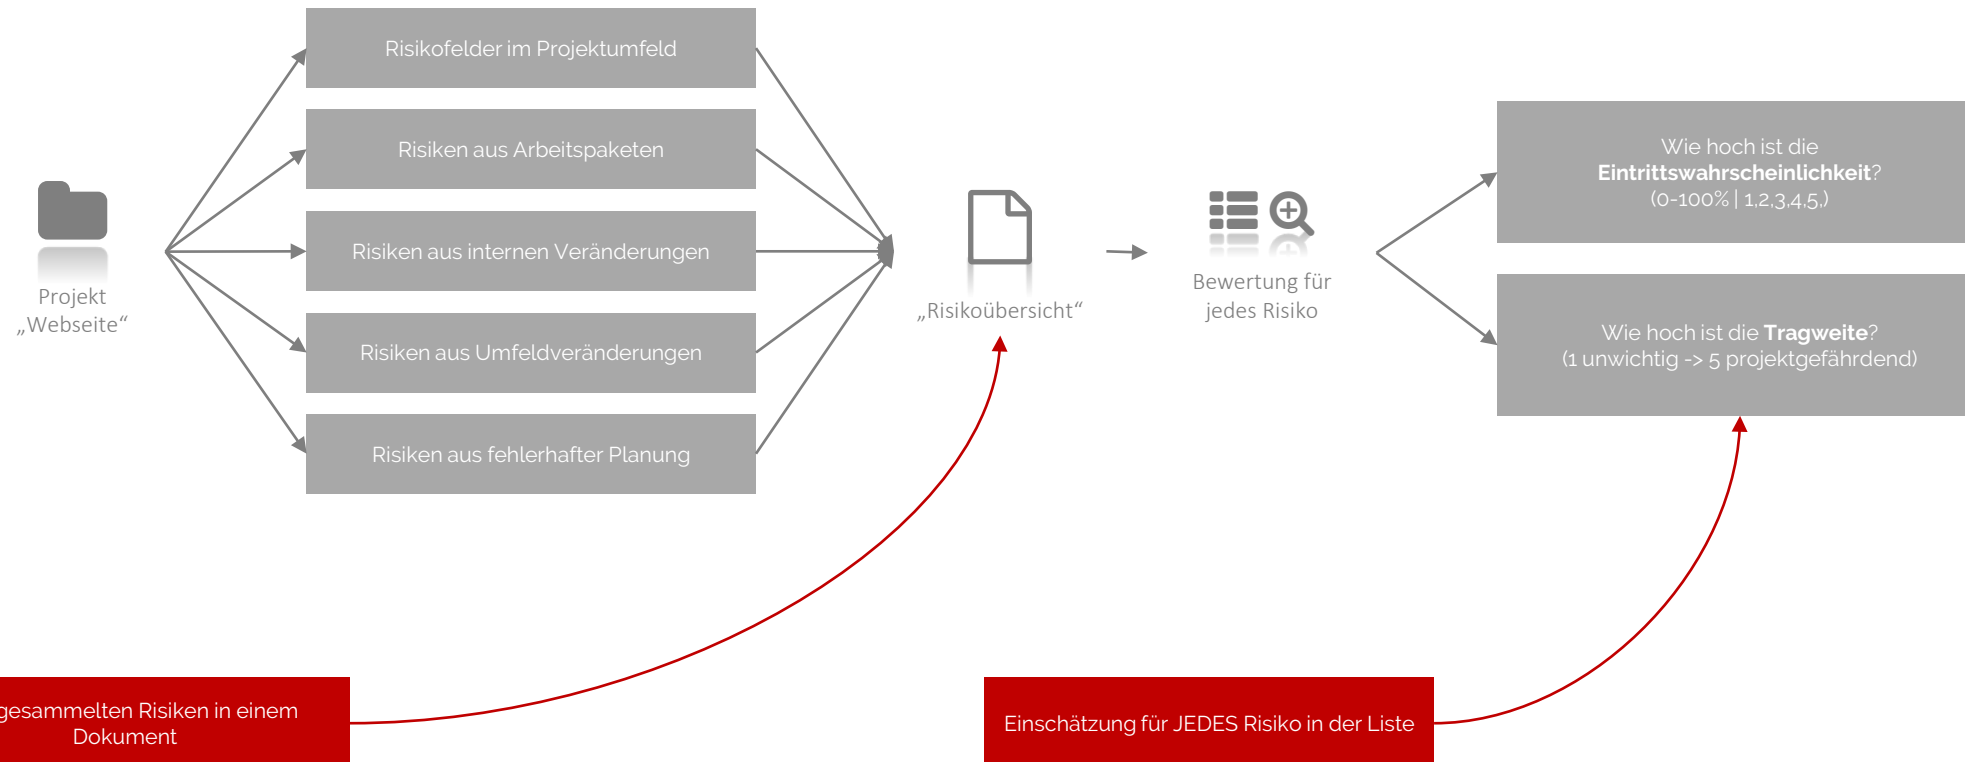 Risikofelder im Projektumfeld
Risiken aus Arbeitspaketen
Risiken aus internen Veränderungen
Risiken aus Umfeldveränderungen
Risiken aus fehlerhafter Planung
Projekt
„Webseite“
„Risikoübersicht“
Bewertung für
jedes Risiko
Wie hoch ist die
Eintrittswahrscheinlichkeit?
(0-100% | 1,2,3,4,5,)
Wie hoch ist die Tragweite?
(1 unwichtig -> 5 projektgefährdend)
gesammelten Risiken in einem
Dokument
Einschätzung für JEDES Risiko in der Liste